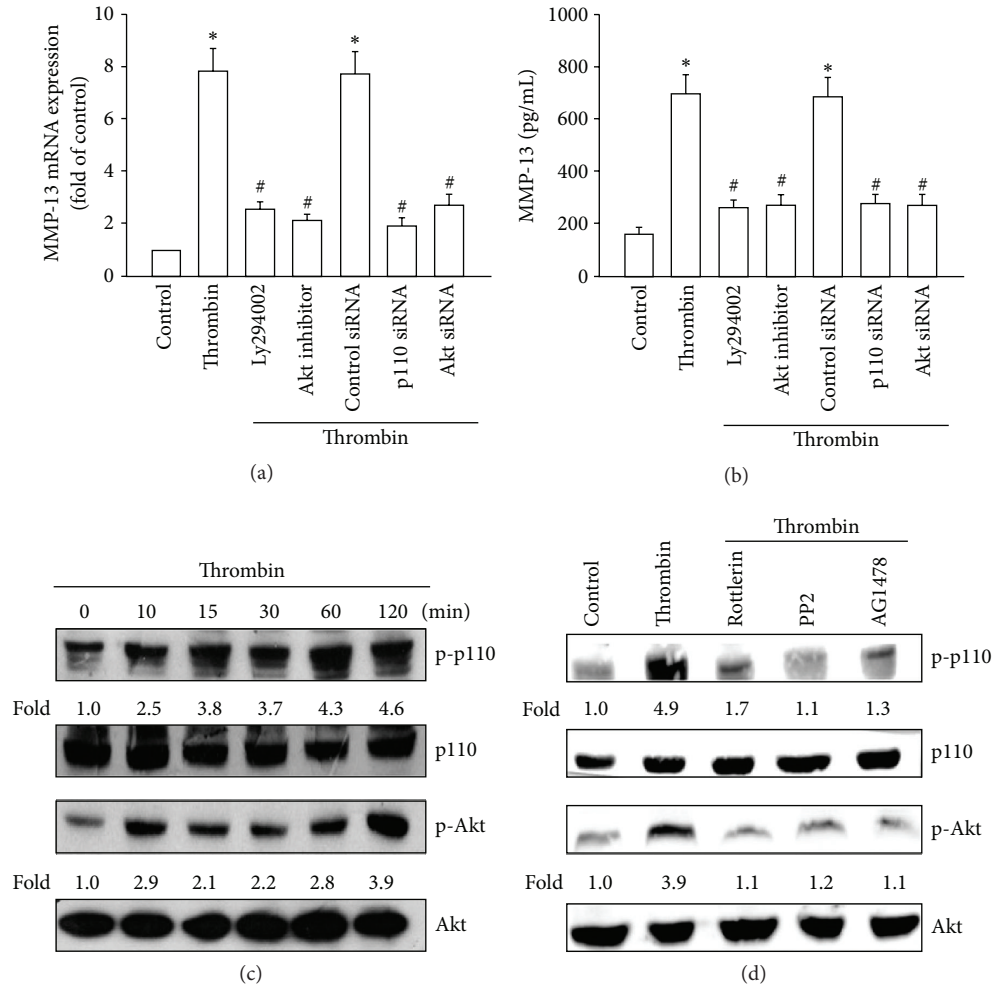 10
8
6
4
2
0
MMP-13 mRNA expression
(fold of control)
*
#
#
*
#
#
Control
Thrombin
Ly294002
Akt inhibitor
Control siRNA
p110 siRNA
Akt siRNA
Thrombin
(a)
1000
800
600
400
200
0
MMP-13 (pg/mL)
*
#
#
*
#
#
Control
Thrombin
Ly294002
Akt inhibitor
Control siRNA
p110 siRNA
Akt siRNA
Thrombin
(b)
Thrombin
0 10 15 30 60 120 (min)
p-p110
Fold 1.0 2.5 3.8 3.7 4.3 4.6
p110
p-Akt
Fold 1.0 2.9 2.1 2.2 2.8 3.9
Akt
(c)
Thrombin
Control
Thrombin
Rottlerin
PP2
AG1478
p-p110
Fold 1.0 4.9 1.7 1.1 1.3
p110
p-Akt
Fold 1.0 3.9 1.1 1.2 1.1
Akt
(d)